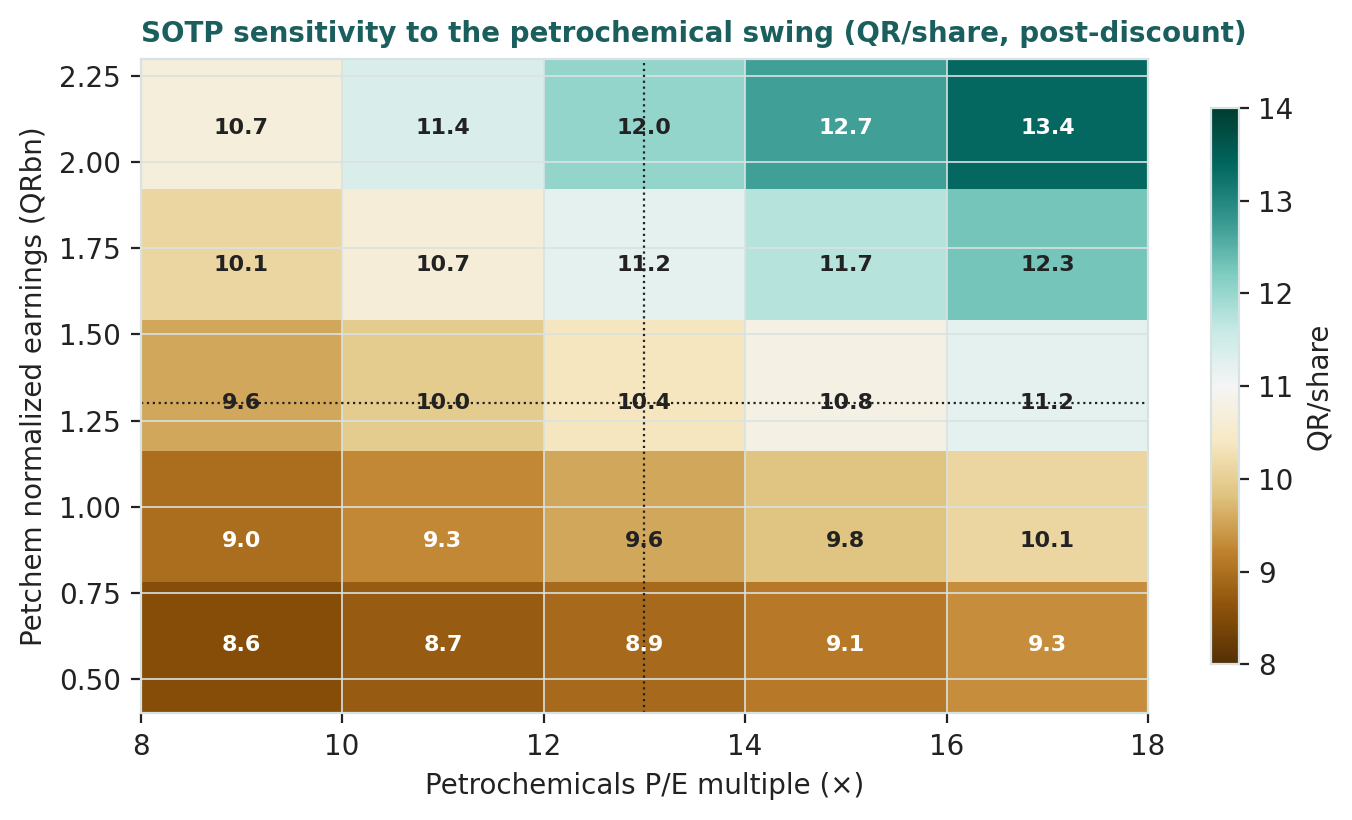 SOTP sensitivity to the petrochemical swing (QR/share, post-discount)
Petchem normalized earnings (QRbn)
2.25
2.00
1.75
1.50
1.25
1.00
0.75
0.50
10.7 11.4 12.0 12.7 13.4
10.1 10.7 11.2 11.7 12.3
9.6 10.0 10.4 10.8 11.2
9.0 9.3 9.6 9.8 10.1
8.6 8.7 8.9 9.1 9.3
8 10 12 14 16 18
Petrochemicals P/E multiple (×)
14
13
12
11
10
9
8
QR/share